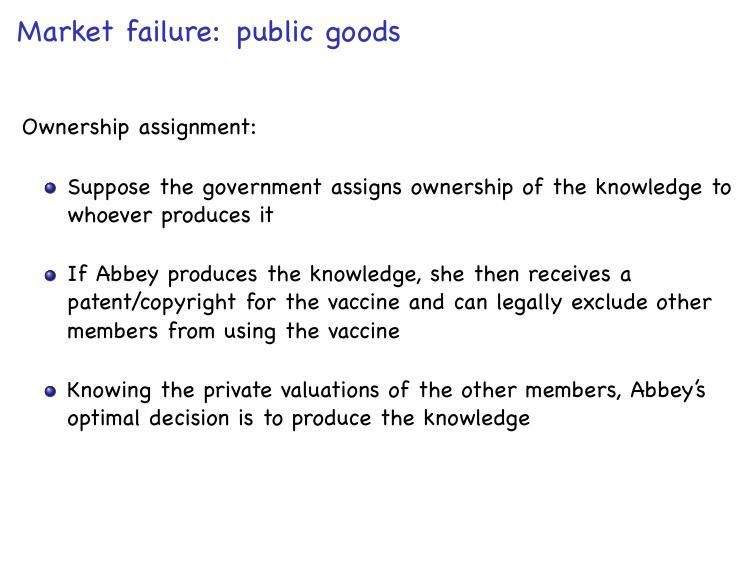 Market failure: public goods
Ownership assignment:
Suppose the government assigns ownership of the knowledge to
whoever produces it
If Abbey produces the knowledge, she then receives a
patent/copyright for the vaccine and can legally exclude other
members from using the vaccine
Knowing the private valuations of the other members, Abbey's
optimal decision is to produce the knowledge